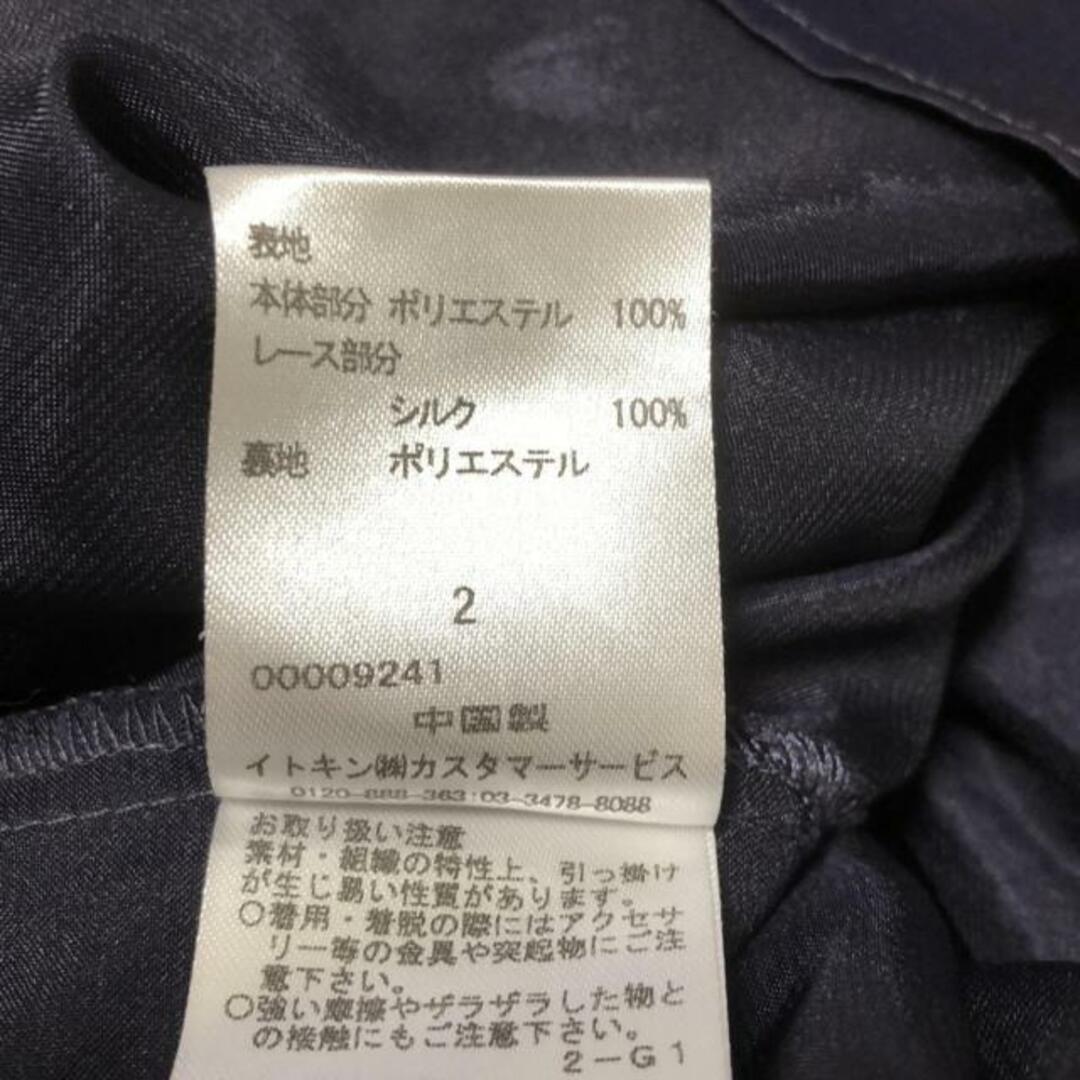 表地
本体部分 ポリエステル 100%
レース部分
シルク 100%
裏地 ポリエステル
2
00009241
中国製
イトキン㈱カスタマーサービス
0120-888-363:03-3478-8088
お取り扱い注意
素材・組織の特性上、引っ掛け
が生じ易い性質があります。
○着用・着脱の際にはアクセサ
リー等の金具や突起物にご注
意下さい。
○強い摩擦やザラザラした物と
の接触にもご注意下さい。
2-G1